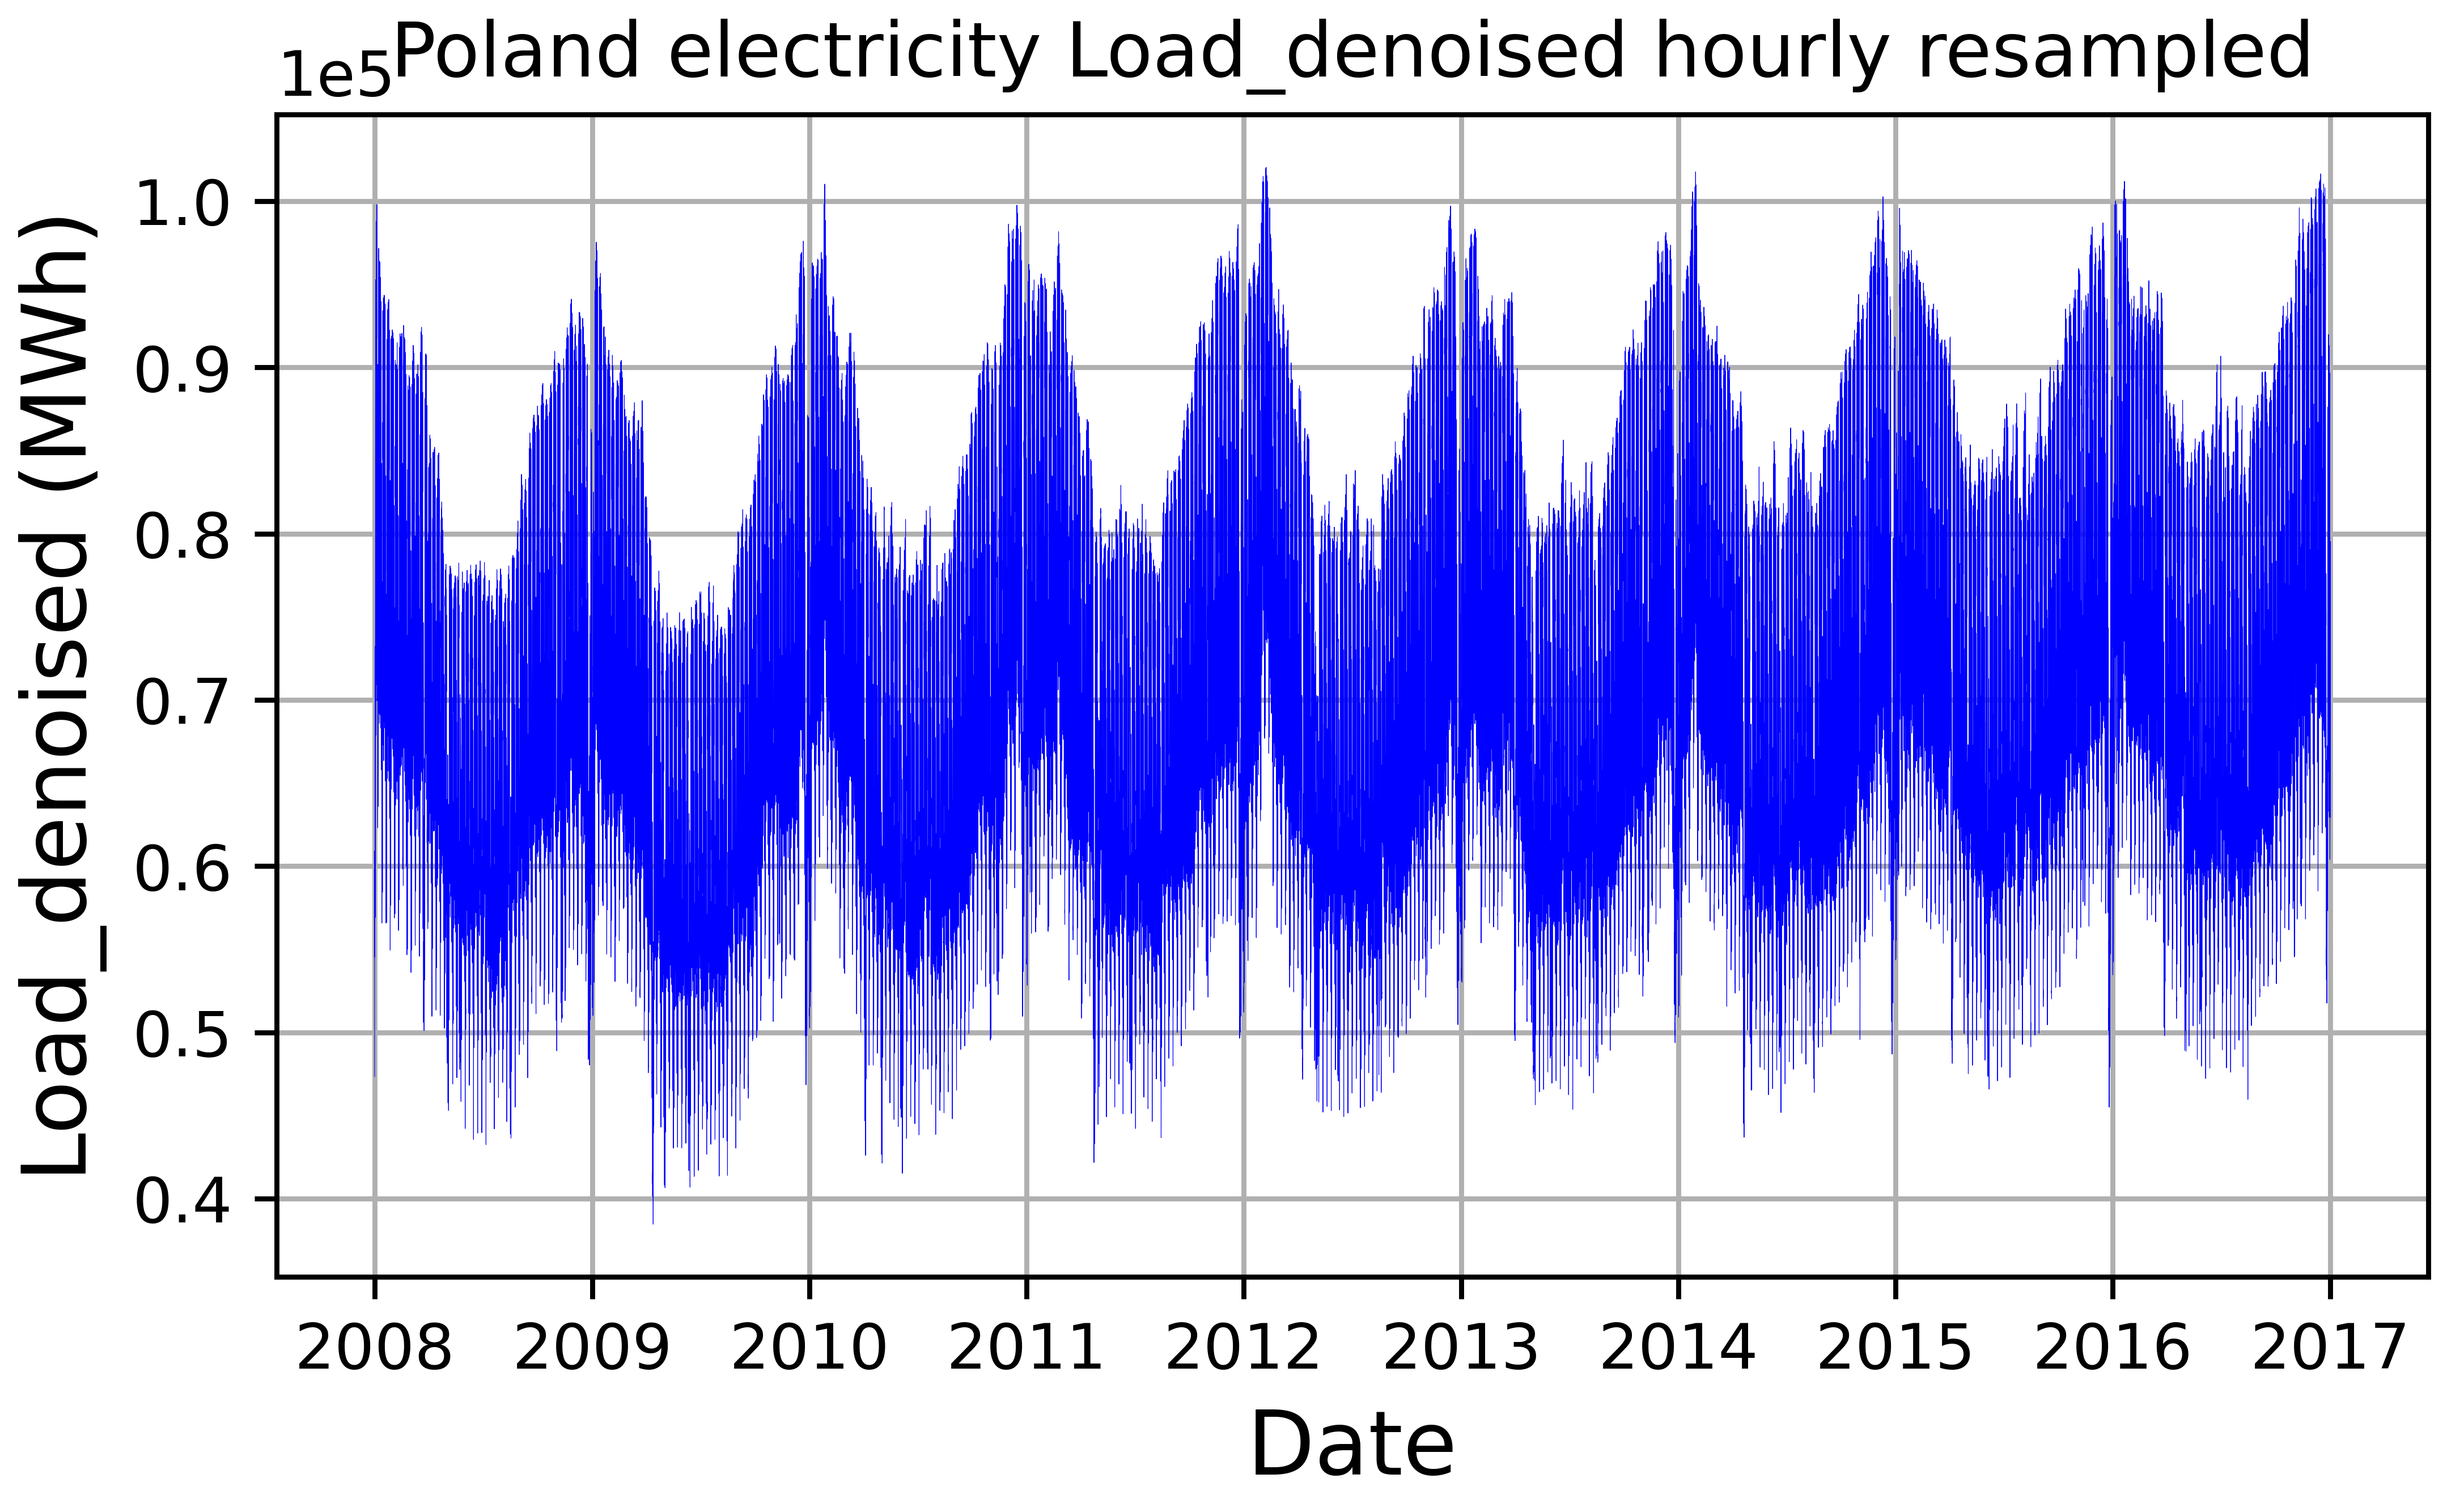 Poland electricity Load_denoised hourly resampled
1e5
1.0
0.9
0.8
0.7
0.6
0.5
0.4
Load_denoised (MWh)
2008 2009 2010 2011 2012 2013 2014 2015 2016 2017
Date